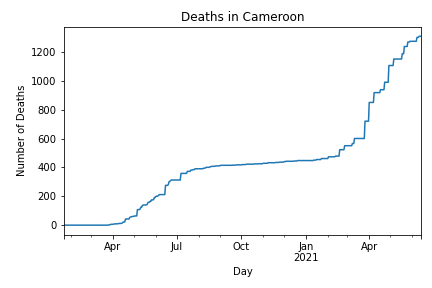 Deaths in Cameroon
Number of Deaths
1200
1000
800
600
400
200
0
Apr
Jul
Oct
Jan
2021
Apr
Day